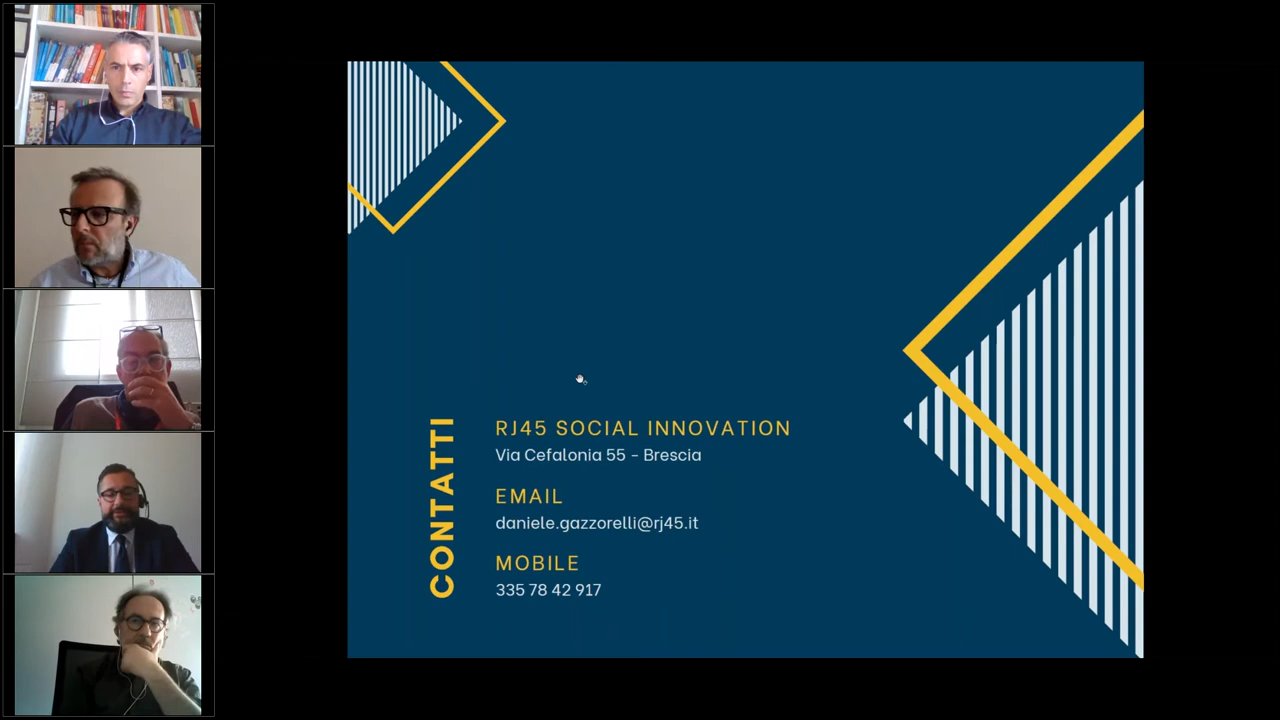 CONTATTI
RJ45 SOCIAL INNOVATION
Via Cefalonia 55 - Brescia
EMAIL
daniele.gazzorelli@rj45.it
MOBILE
335 78 42 917